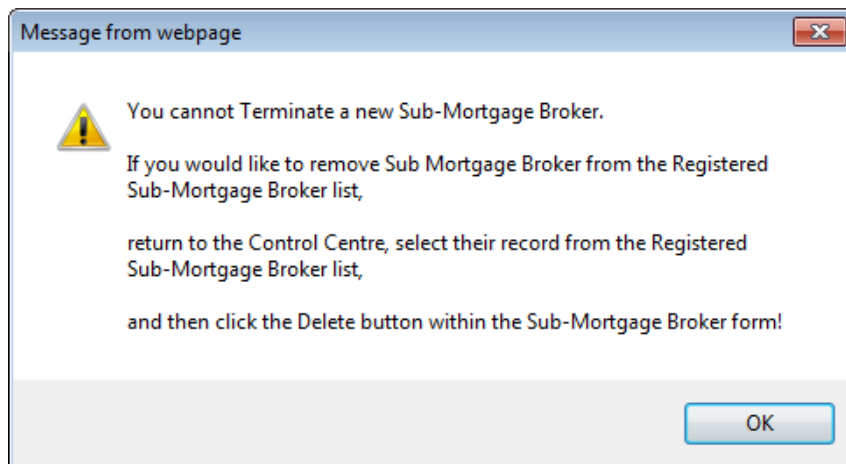 Message from webpage
You cannot Terminate a new Sub-Mortgage Broker.
If you would like to remove Sub Mortgage Broker from the Registered
Sub-Mortgage Broker list,
return to the Control Centre, select their record from the Registered
Sub-Mortgage Broker list,
and then click the Delete button within the Sub-Mortgage Broker form!
OK